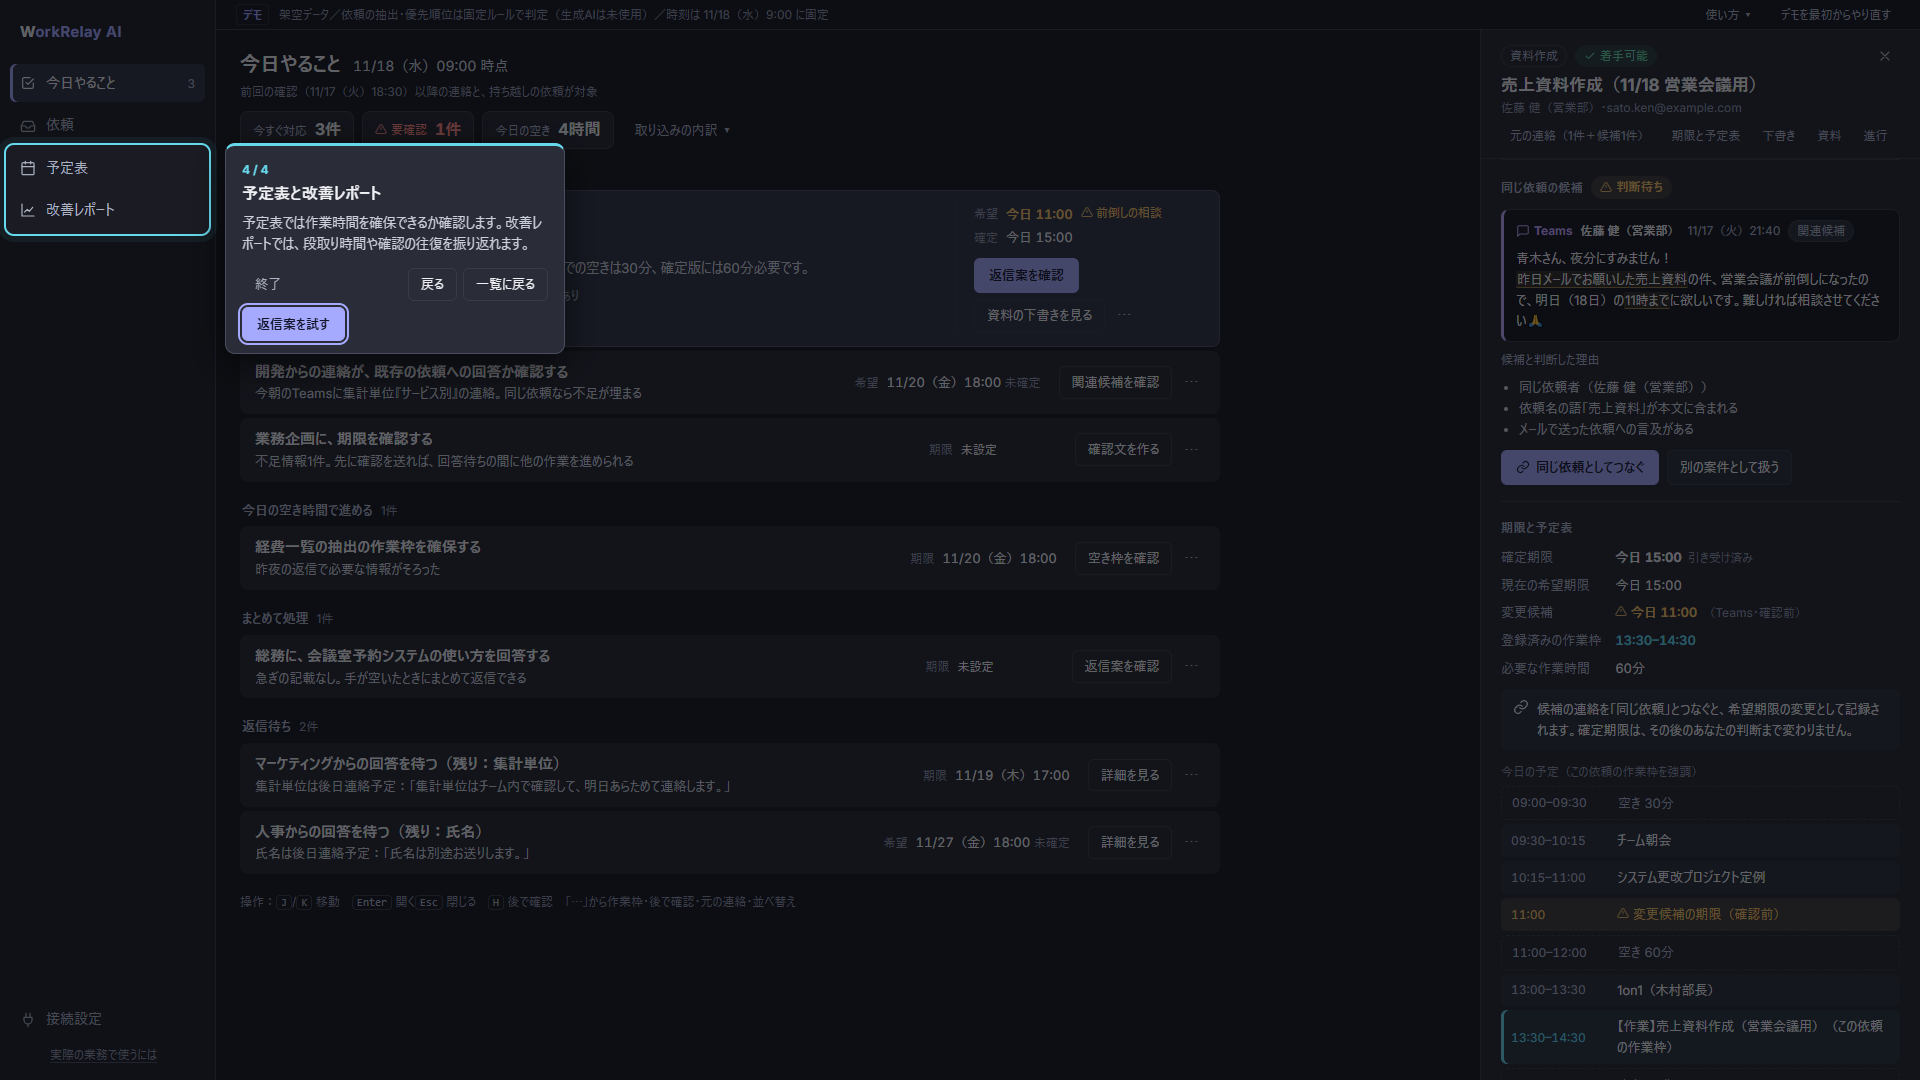 WorkRelay AI
今日やること 3
依頼
予定表
改善レポート
接続設定
実際の業務で使うには
デモ 架空データ／依頼の抽出・優先順位は固定ルールで判定（生成AIは未使用）／時刻は 11/18（水）9:00 に固定
使い方 ▾
デモを最初からやり直す
今日やること 11/18（水）09:00 時点
前回の確認（11/17（火）18:30）以降の連絡と、持ち越しの依頼が対象
今すぐ対応 3件
要確認 1件
今日の空き 4時間
取り込みの内訳 ▾
4 / 4
予定表と改善レポート
予定表では作業時間を確保できるか確認します。改善レ
ポートでは、段取り時間や確認の往復を振り返れます。
終了
戻る
一覧に戻る
返信案を試す
での空きは30分、確定版には60分必要です。
あり
希望 今日 11:00 前倒しの相談
確定 今日 15:00
返信案を確認
資料の下書きを見る …
開発からの連絡が、既存の依頼への回答か確認する
今朝のTeamsに集計単位『サービス別』の連絡。同じ依頼なら不足が埋まる
希望 11/20（金）18:00 未確定
関連候補を確認 …
業務企画に、期限を確認する
不足情報1件。先に確認を送れば、回答待ちの間に他の作業を進められる
期限 未設定
確認文を作る …
今日の空き時間で進める 1件
経費一覧の抽出の作業枠を確保する
昨夜の返信で必要な情報がそろった
期限 11/20（金）18:00
空き枠を確認 …
まとめて処理 1件
総務に、会議室予約システムの使い方を回答する
急ぎの記載なし。手が空いたときにまとめて返信できる
期限 未設定
返信案を確認 …
返信待ち 2件
マーケティングからの回答を待つ（残り：集計単位）
集計単位は後日連絡予定：「集計単位はチーム内で確認して、明日あらためて連絡します。」
期限 11/19（木）17:00
詳細を見る …
人事からの回答を待つ（残り：氏名）
氏名は後日連絡予定：「氏名は別途お送りします。」
希望 11/27（金）18:00 未確定
詳細を見る …
操作： J / K 移動 Enter 開く Esc 閉じる H 後で確認 「…」から作業枠・後で確認・元の連絡・並べ替え
資料作成 着手可能
売上資料作成（11/18 営業会議用）
佐藤 健（営業部）・sato.ken@example.com
元の連絡（1件＋候補1件） 期限と予定表 下書き 資料 進行
同じ依頼の候補 判断待ち
Teams 佐藤 健（営業部） 11/17（火）21:40 関連候補
青木さん、夜分にすみません！
昨日メールでお願いした売上資料の件、営業会議が前倒しになったの
で、明日（18日）の11時までに欲しいです。難しければ相談させてくださ
い🙏
候補と判断した理由
• 同じ依頼者（佐藤 健（営業部））
• 依頼名の語「売上資料」が本文に含まれる
• メールで送った依頼への言及がある
同じ依頼としてつなぐ
別の案件として扱う
期限と予定表
確定期限 今日 15:00 引き受け済み
現在の希望期限 今日 15:00
変更候補 今日 11:00 （Teams・確認前）
登録済みの作業枠 13:30–14:30
必要な作業時間 60分
候補の連絡を「同じ依頼」とつなぐと、希望期限の変更として記録さ
れます。確定期限は、その後のあなたの判断まで変わりません。
今日の予定（この依頼の作業枠を強調）
09:00–09:30 空き 30分
09:30–10:15 チーム朝会
10:15–11:00 システム更改プロジェクト定例
11:00 変更候補の期限（確認前）
11:00–12:00 空き 60分
13:00–13:30 1on1（木村部長）
13:30–14:30 【作業】売上資料作成（営業会議用）（この依頼
の作業枠）